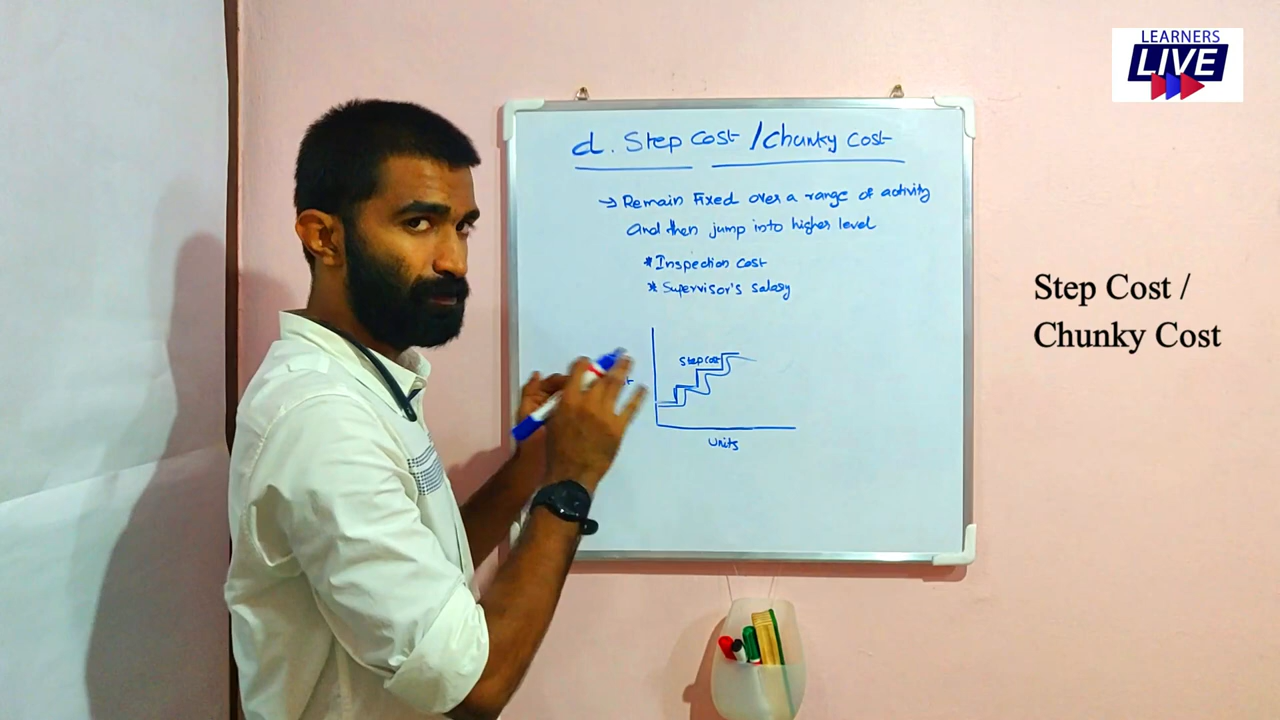 LEARNERS
LIVE
d. Step Cost / Chunky Cost
→ Remain Fixed over a range of activity
And then jump into higher level
* Inspection Cost
* Supervisor's salary
Step cost
Units
Step Cost /
Chunky Cost